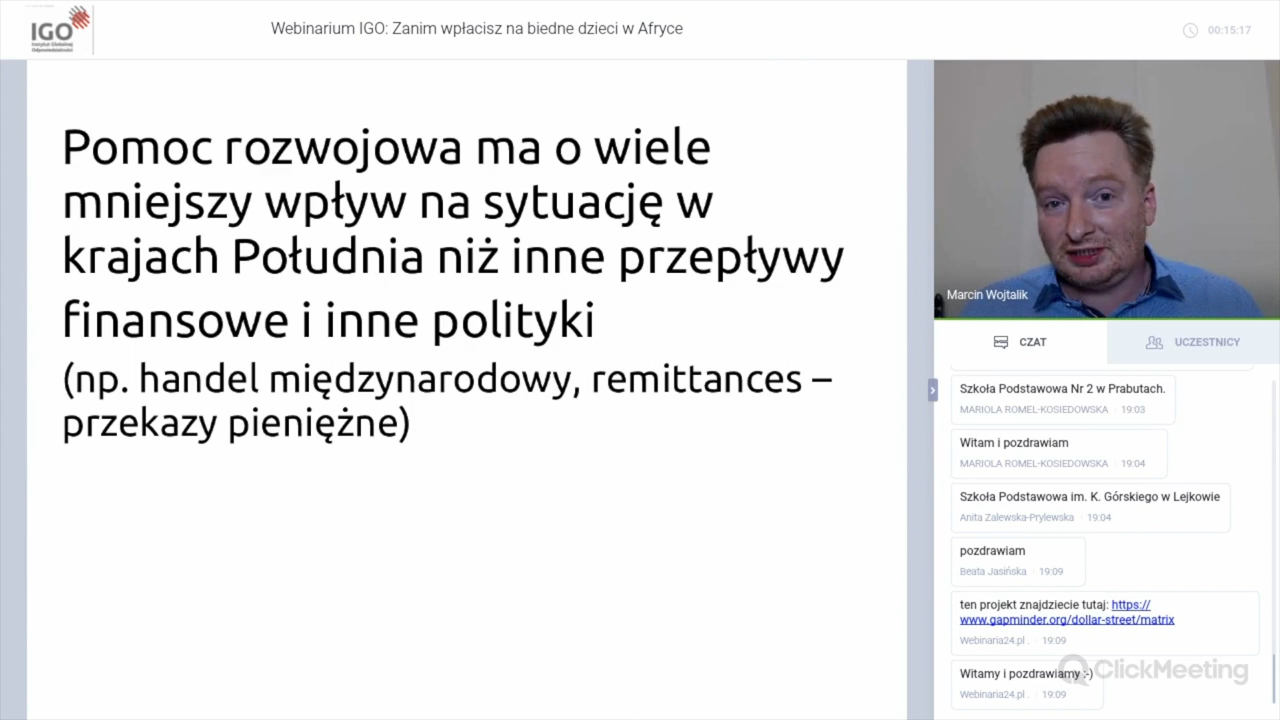 IGO
Instytut Globalnej
Odpowiedzialności
Webinarium IGO: Zanim wpłacisz na biedne dzieci w Afryce
00:15:17
Pomoc rozwojowa ma o wiele
mniejszy wpływ na sytuację w
krajach Południa niż inne przepływy
finansowe i inne polityki
(np. handel międzynarodowy, remittances –
przekazy pieniężne)
Marcin Wojtalik
CZAT
UCZESTNICY
Szkoła Podstawowa Nr 2 w Prabutach.
MARIOLA ROMEL-KOSIEDOWSKA 19:03
Witam i pozdrawiam
MARIOLA ROMEL-KOSIEDOWSKA 19:04
Szkoła Podstawowa im. K. Górskiego w Lejkowie
Anita Zalewska-Prylewska 19:04
pozdrawiam
Beata Jasińska 19:09
ten projekt znajdziecie tutaj: https://
www.gapminder.org/dollar-street/matrix
Webinaria24.pl . 19:09
Witamy i pozdrawiamy :-)
Webinaria24.pl . 19:09
ClickMeeting